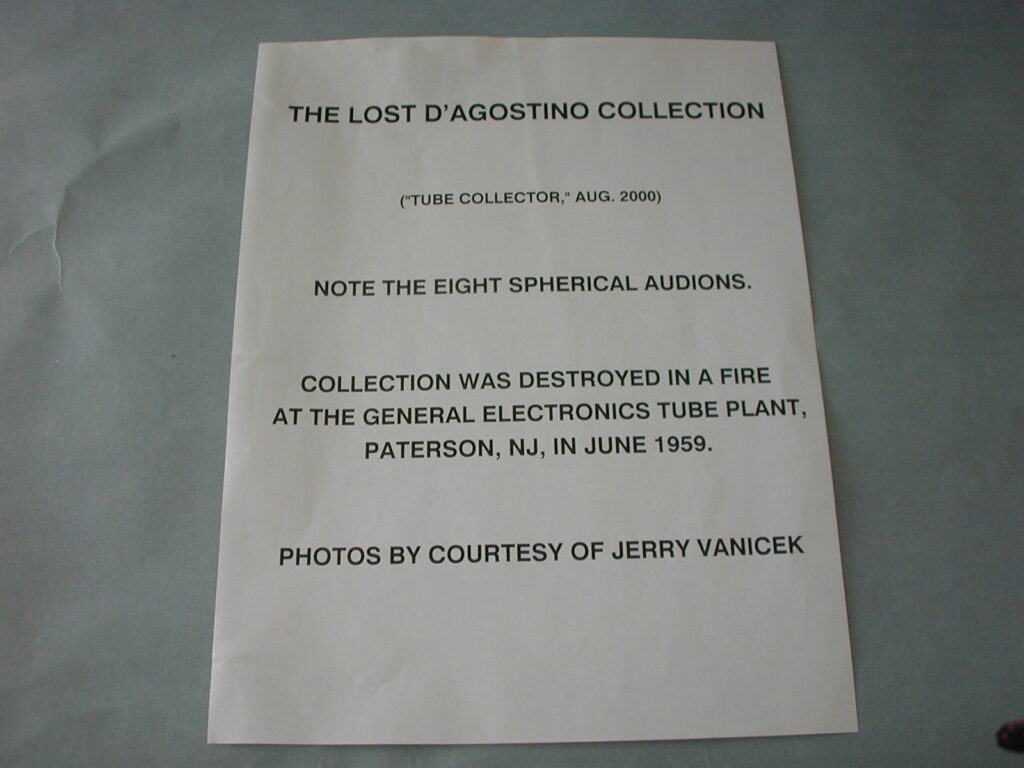 THE LOST D'AGOSTINO COLLECTION
("TUBE COLLECTOR," AUG. 2000)
NOTE THE EIGHT SPHERICAL AUDIONS.
COLLECTION WAS DESTROYED IN A FIRE
AT THE GENERAL ELECTRONICS TUBE PLANT,
PATERSON, NJ, IN JUNE 1959.
PHOTOS BY COURTESY OF JERRY VANICEK